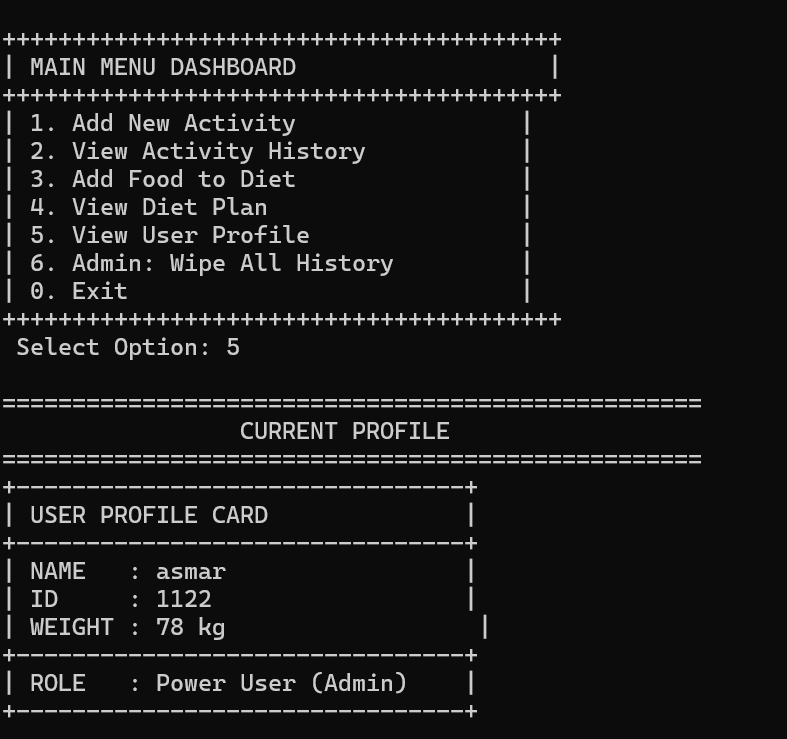 ++++++++++++++++++++++++++++++++++++++++
| MAIN MENU DASHBOARD                  |
++++++++++++++++++++++++++++++++++++++++
| 1. Add New Activity                |
| 2. View Activity History           |
| 3. Add Food to Diet                |
| 4. View Diet Plan                  |
| 5. View User Profile               |
| 6. Admin: Wipe All History         |
| 0. Exit                            |
++++++++++++++++++++++++++++++++++++++++
 Select Option: 5

==================================================
                 CURRENT PROFILE
==================================================
+--------------------------------+
| USER PROFILE CARD              |
+--------------------------------+
| NAME   : asmar                 |
| ID     : 1122                  |
| WEIGHT : 78 kg                  |
+--------------------------------+
| ROLE   : Power User (Admin)    |
+--------------------------------+